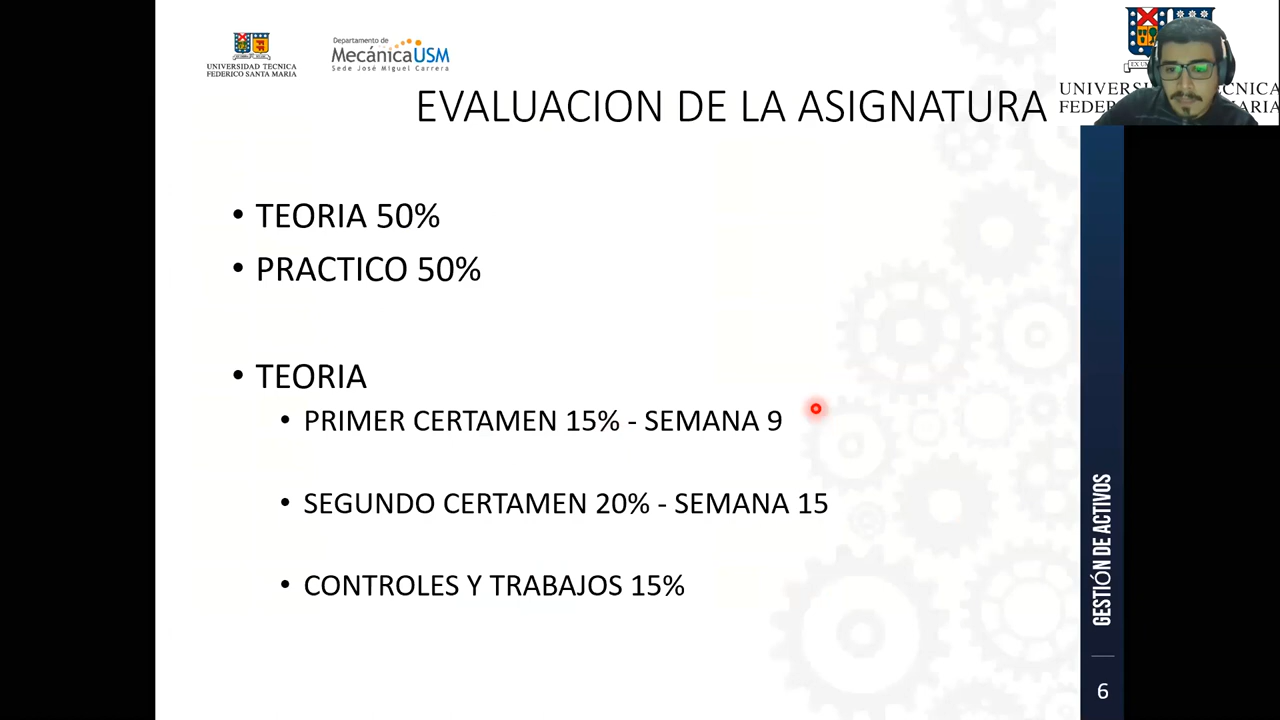 UNIVERSIDAD TECNICA
FEDERICO SANTA MARIA
Departamento de
MecánicaUSM
Sede José Miguel Carrera
EVALUACION DE LA ASIGNATURA
• TEORIA 50%
• PRACTICO 50%
• TEORIA
• PRIMER CERTAMEN 15% - SEMANA 9
• SEGUNDO CERTAMEN 20% - SEMANA 15
• CONTROLES Y TRABAJOS 15%
GESTIÓN DE ACTIVOS
6